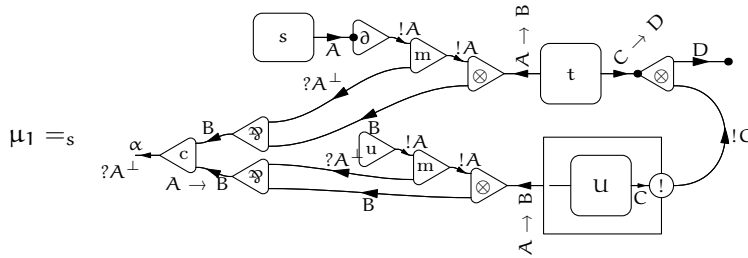 s
A
∂
!A
m
!A
⊗
A → B
t
C → D
⊗
D
?A⊥
B
⅋
μ1 =s
α
c
?A⊥
A → B
B
?A⊥
u
!A
m
!A
⅋
B
⊗
A → B
u
C
!
!C